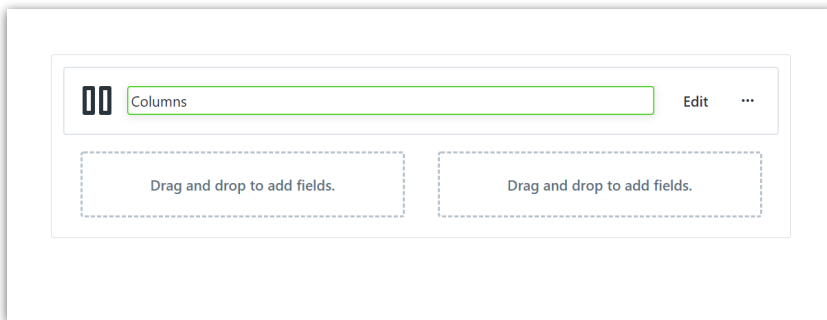 Columns Edit ···
Drag and drop to add fields. Drag and drop to add fields.